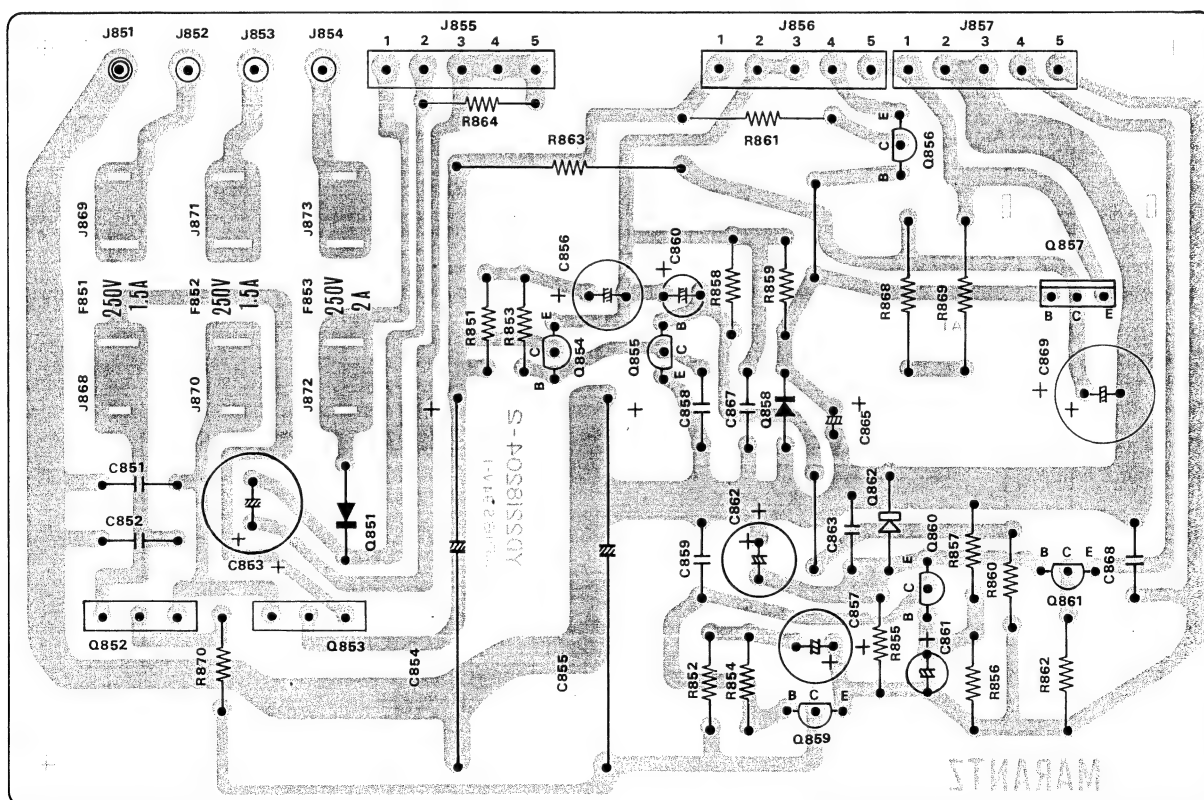 J851 J852 J853 J854 J855 J856 J857
1 2 3 4 5 1 2 3 4 5 1 2 3 4 5
R864
R863
R861
E C B Q856
J869 J871 J873
C856 + C860 +
R858 R859 R868 R869
Q857
B C E
F851 250V 1.5A F852 250V 1.5A F853 250V 2A
R851 R853
E C B Q854
B C E Q855
J868 J870 J872
C858 C867 Q858 + C865
C869 + +
+ +
C851
C852
C853 + +
Q851
YD2218204-2
C859 C862 + + C863 Q862
E C B Q860
R857 R860
B C E
Q861
C868
Q852 Q853
R870
C854 C855
R852 R854
C857 + +
R855
C861 +
R856 R862
B C E
Q859
MARANTZ
+